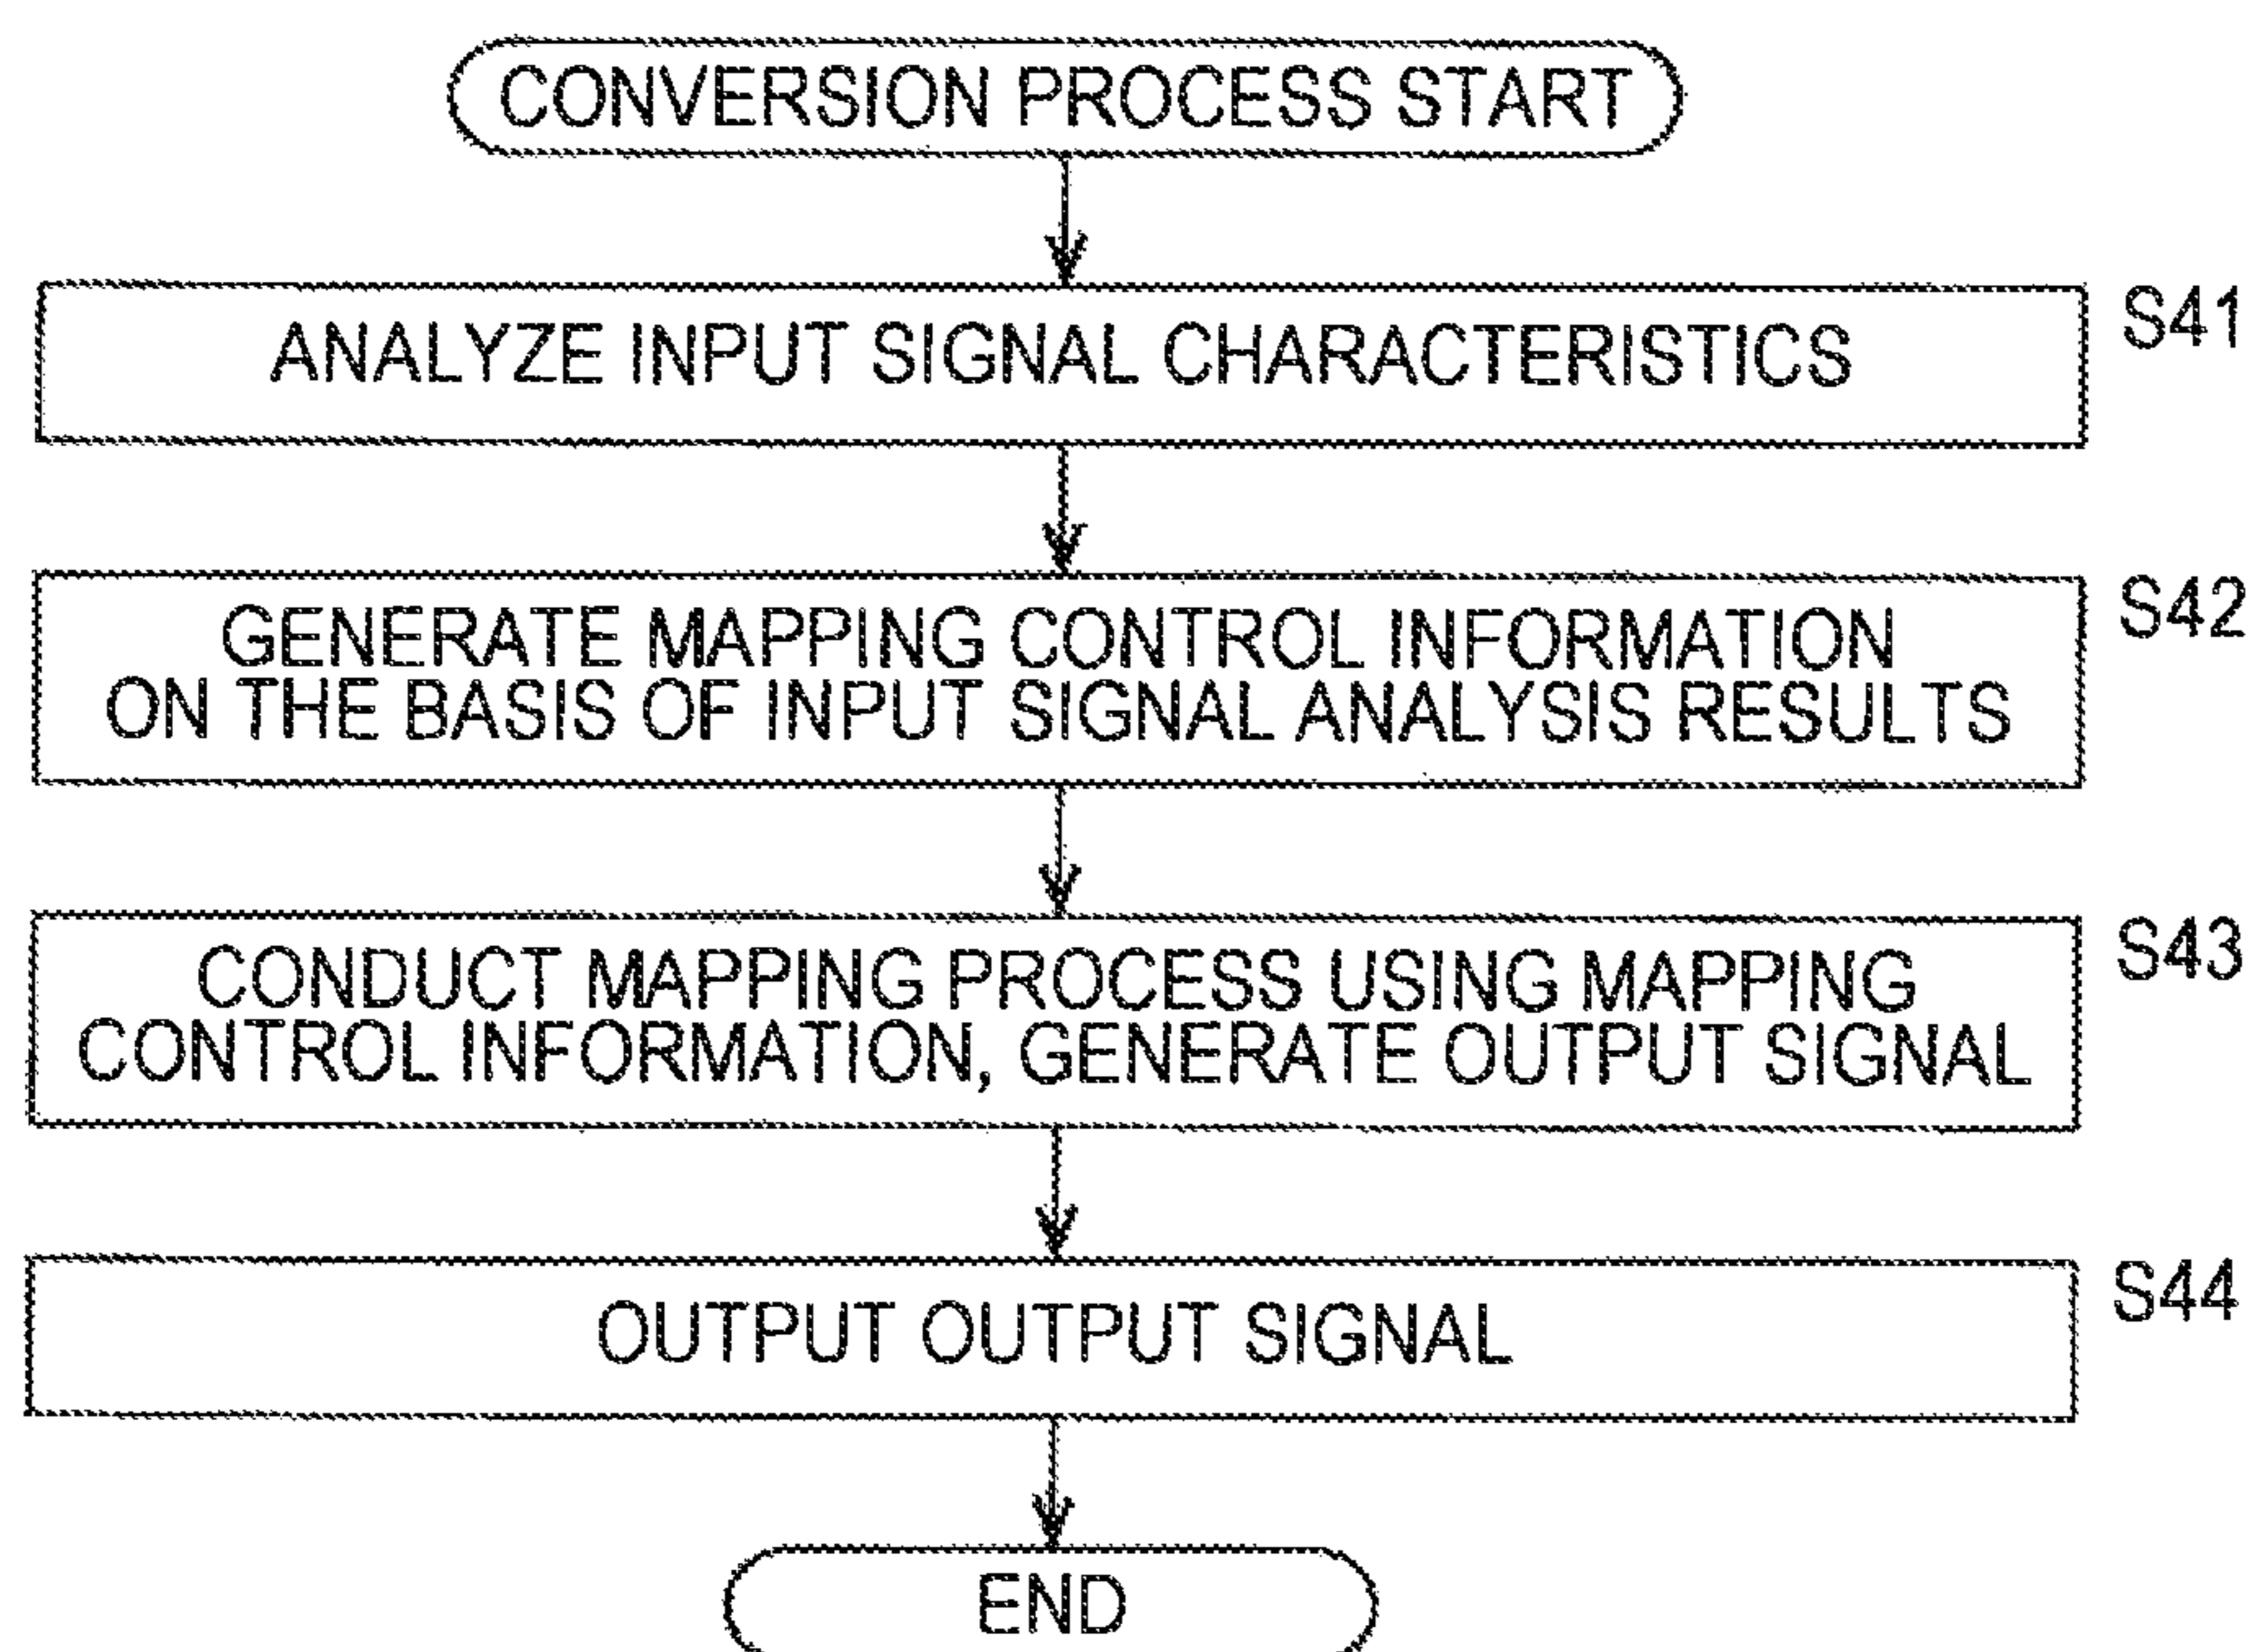 CONVERSION PROCESS START
ANALYZE INPUT SIGNAL CHARACTERISTICS
S41
GENERATE MAPPING CONTROL INFORMATION
ON THE BASIS OF INPUT SIGNAL ANALYSIS RESULTS
S42
CONDUCT MAPPING PROCESS USING MAPPING
CONTROL INFORMATION, GENERATE OUTPUT SIGNAL
S43
OUTPUT OUTPUT SIGNAL
S44
END